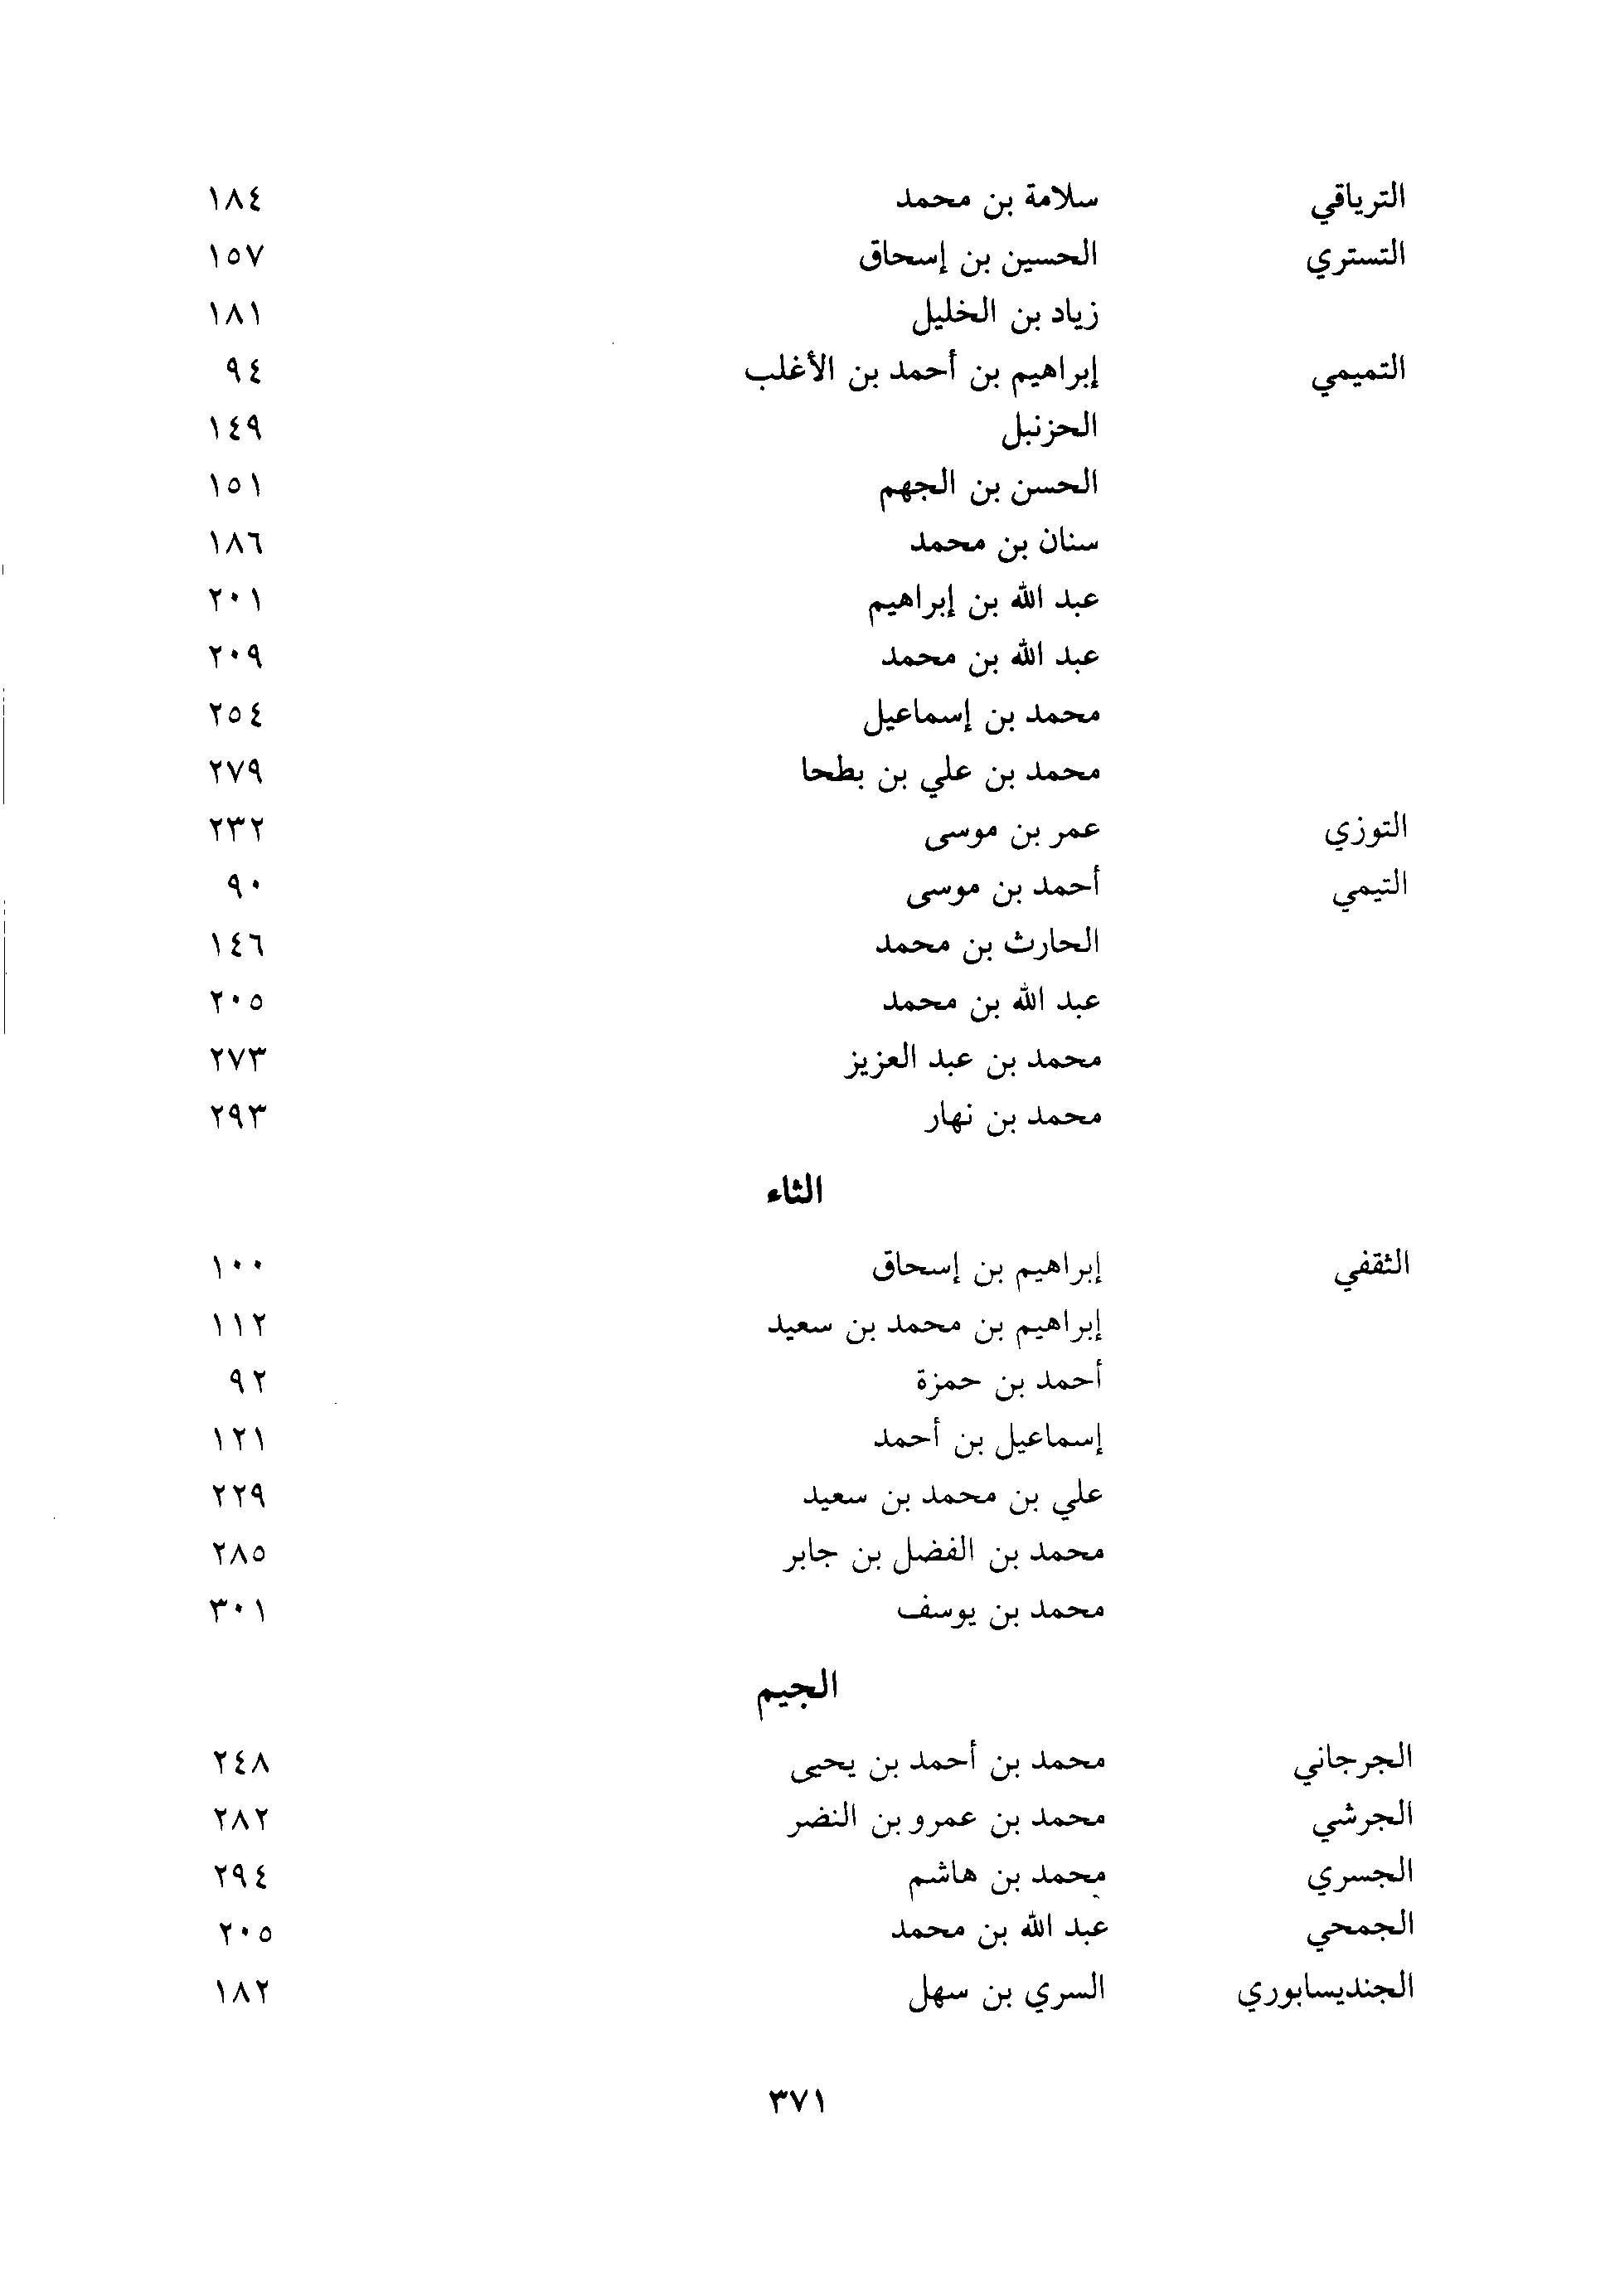 الترياقي سلامة بن محمد ١٨٤
التستري الحسين بن إسحاق ١٥٧
زياد بن الخليل ١٨١
التميمي إبراهيم بن أحمد بن الأغلب ٩٤
الحزنبل ١٤٩
الحسن بن الجهم ١٥١
سنان بن محمد ١٨٦
عبد الله بن إبراهيم ٢٠١
عبد الله بن محمد ٢٠٩
محمد بن إسماعيل ٢٥٤
محمد بن علي بن بطحا ٢٧٩
التوزي عمر بن موسى ٢٣٢
التيمي أحمد بن موسى ٩٠
الحارث بن محمد ١٤٦
عبد الله بن محمد ٢٠٥
محمد بن عبد العزيز ٢٧٣
محمد بن نهار ٢٩٣
الثاء
الثقفي إبراهيم بن إسحاق ١٠٠
إبراهيم بن محمد بن سعيد ١١٢
أحمد بن حمزة ٩٢
إسماعيل بن أحمد ١٢١
علي بن محمد بن سعيد ٢٢٩
محمد بن الفضل بن جابر ٢٨٥
محمد بن يوسف ٣٠١
الجيم
الجرجاني محمد بن أحمد بن يحيى ٢٤٨
الجرشي محمد بن عمرو بن النضر ٢٨٢
الجسري محمد بن هاشم ٢٩٤
الجمحي عبد الله بن محمد ٢٠٥
الجنديسابوري السري بن سهل ١٨٢
٣٧١